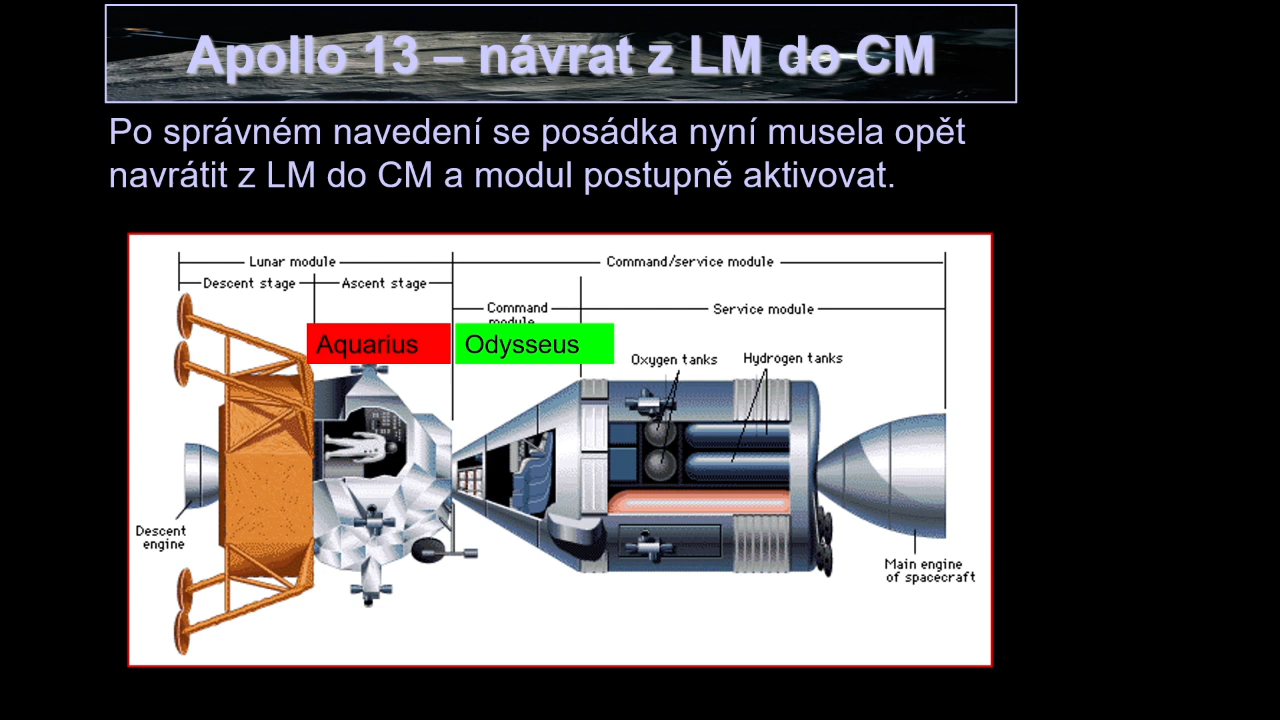 Apollo 13 – návrat z LM do CM
Po správném navedení se posádka nyní musela opět
navrátit z LM do CM a modul postupně aktivovat.
Lunar module
Command/service module
Descent stage
Ascent stage
Command
module
Service module
Aquarius
Odysseus
Oxygen tanks
Hydrogen tanks
Descent
engine
Main engine
of spacecraft